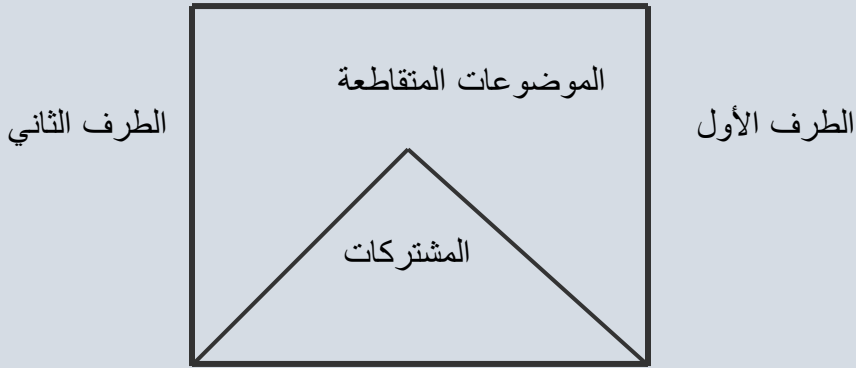 الموضوعات المتقاطعة
الطرف الأول
الطرف الثاني
المشتركات